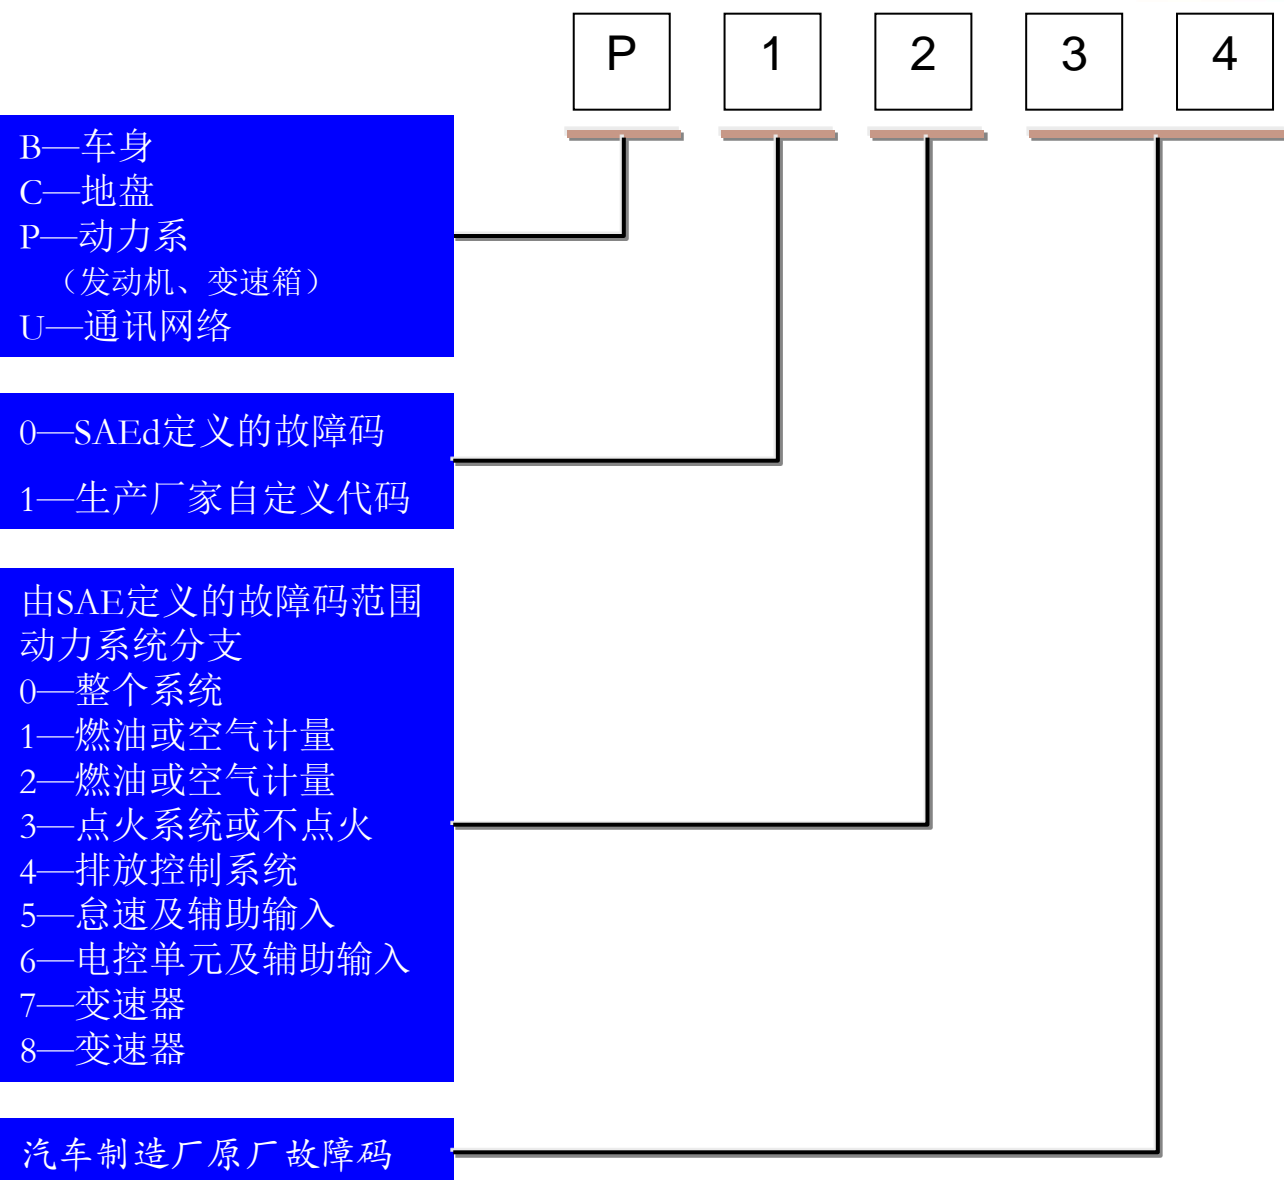 P 1 2 3 4
B—车身
C—地盘
P—动力系
（发动机、变速箱）
U—通讯网络
0—SAEd定义的故障码
1—生产厂家自定义代码
由SAE定义的故障码范围
动力系统分支
0—整个系统
1—燃油或空气计量
2—燃油或空气计量
3—点火系统或不点火
4—排放控制系统
5—怠速及辅助输入
6—电控单元及辅助输入
7—变速器
8—变速器
汽车制造厂原厂故障码